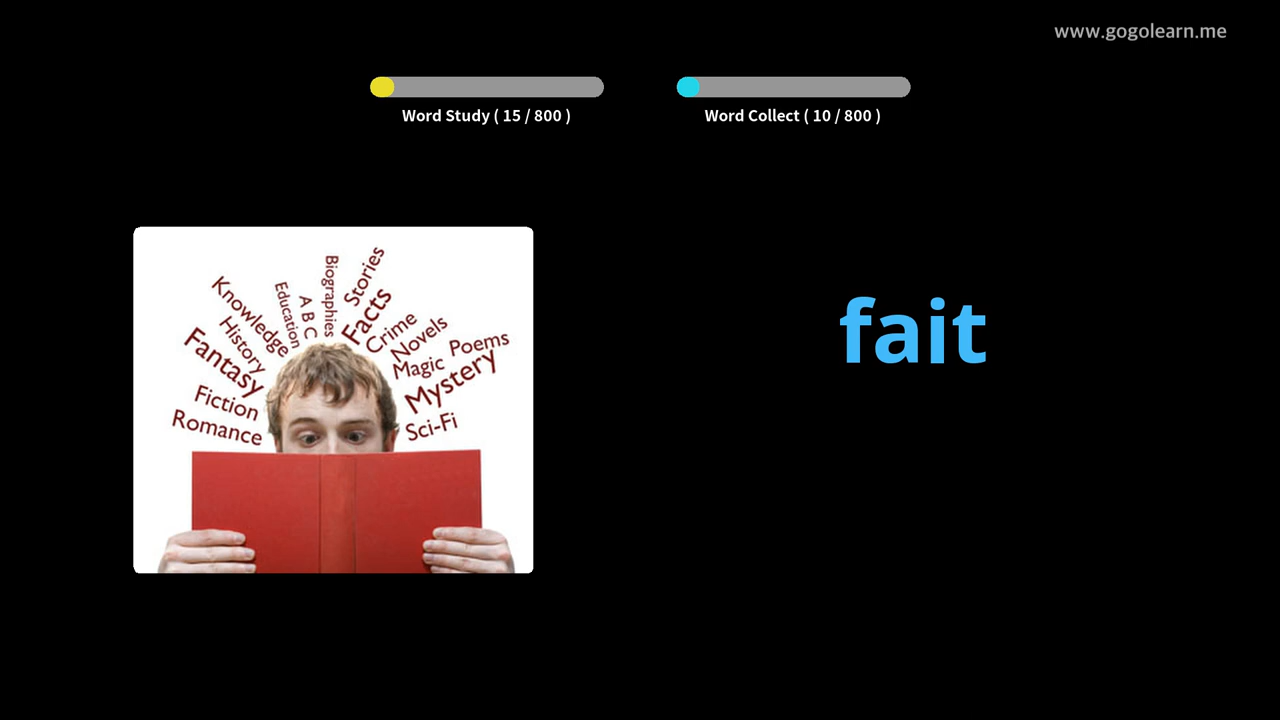 www.gogolearn.me
Word Study ( 15 / 800 )
Word Collect ( 10 / 800 )
Stories
Biographies
Facts
A B C
Education
Knowledge
Crime
Novels
History
Poems
Magic
Fantasy
Mystery
Fiction
Sci-Fi
Romance
fait